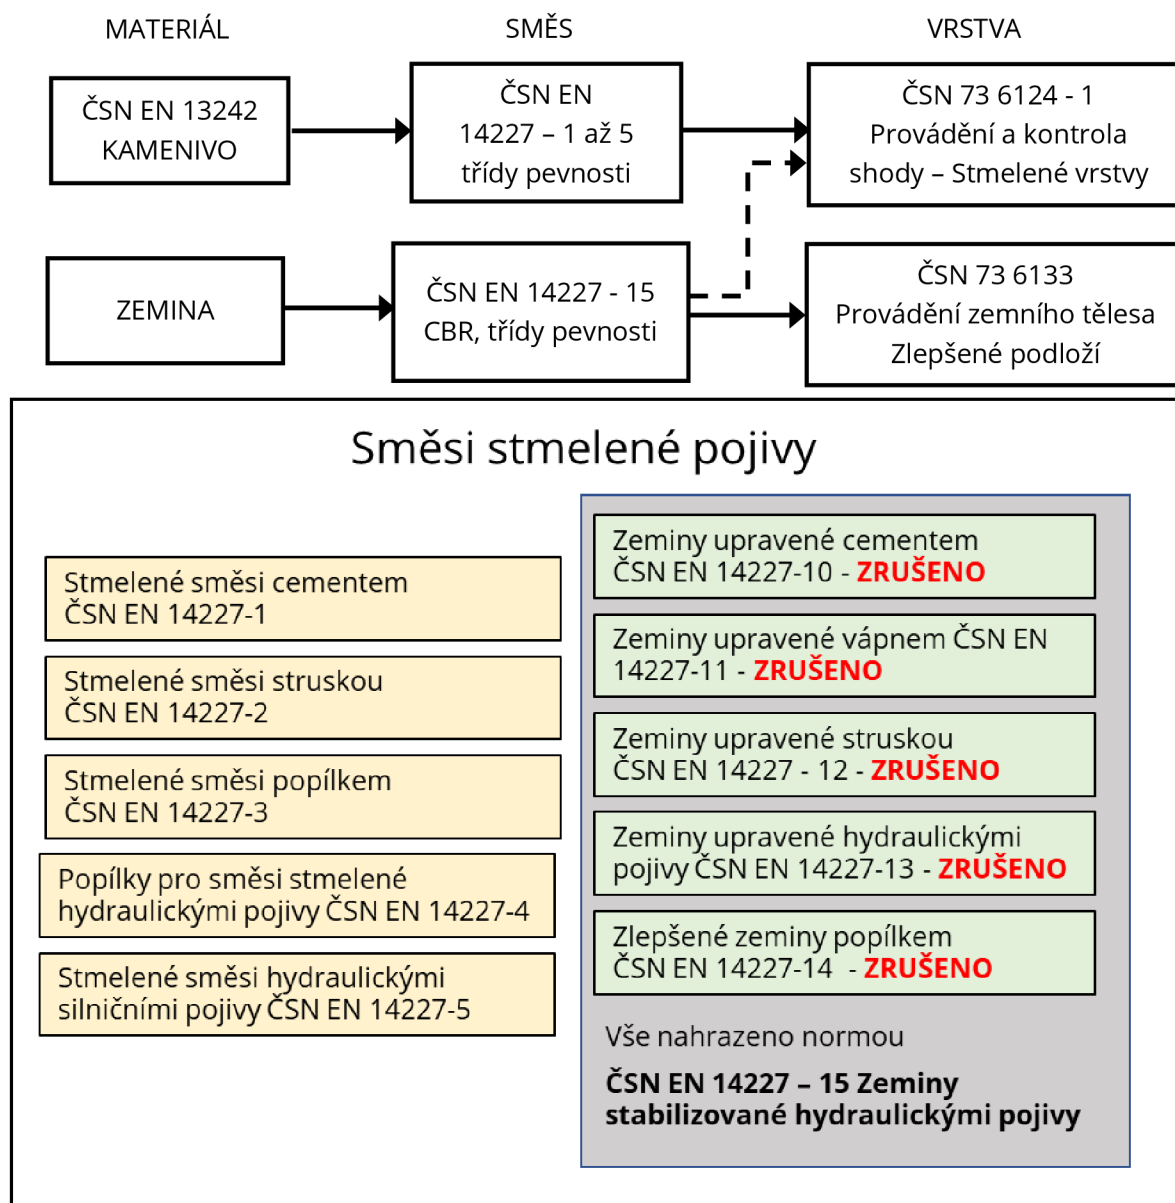 MATERIÁL
SMĚS
VRSTVA
ČSN EN 13242
KAMENIVO
ČSN EN
14227 – 1 až 5
třídy pevnosti
ČSN 73 6124 - 1
Provádění a kontrola
shody – Stmelené vrstvy
ZEMINA
ČSN EN 14227 - 15
CBR, třídy pevnosti
ČSN 73 6133
Provádění zemního tělesa
Zlepšené podloží
Směsi stmelené pojivy
Stmelené směsi cementem
ČSN EN 14227-1
Stmelené směsi struskou
ČSN EN 14227-2
Stmelené směsi popílkem
ČSN EN 14227-3
Popílky pro směsi stmelené
hydraulickými pojivy ČSN EN 14227-4
Stmelené směsi hydraulickými
silničními pojivy ČSN EN 14227-5
Zeminy upravené cementem
ČSN EN 14227-10 - ZRUŠENO
Zeminy upravené vápnem ČSN EN
14227-11 - ZRUŠENO
Zeminy upravené struskou
ČSN EN 14227 - 12 - ZRUŠENO
Zeminy upravené hydraulickými
pojivy ČSN EN 14227-13 - ZRUŠENO
Zlepšené zeminy popílkem
ČSN EN 14227-14 - ZRUŠENO
Vše nahrazeno normou
ČSN EN 14227 – 15 Zeminy
stabilizované hydraulickými pojivy